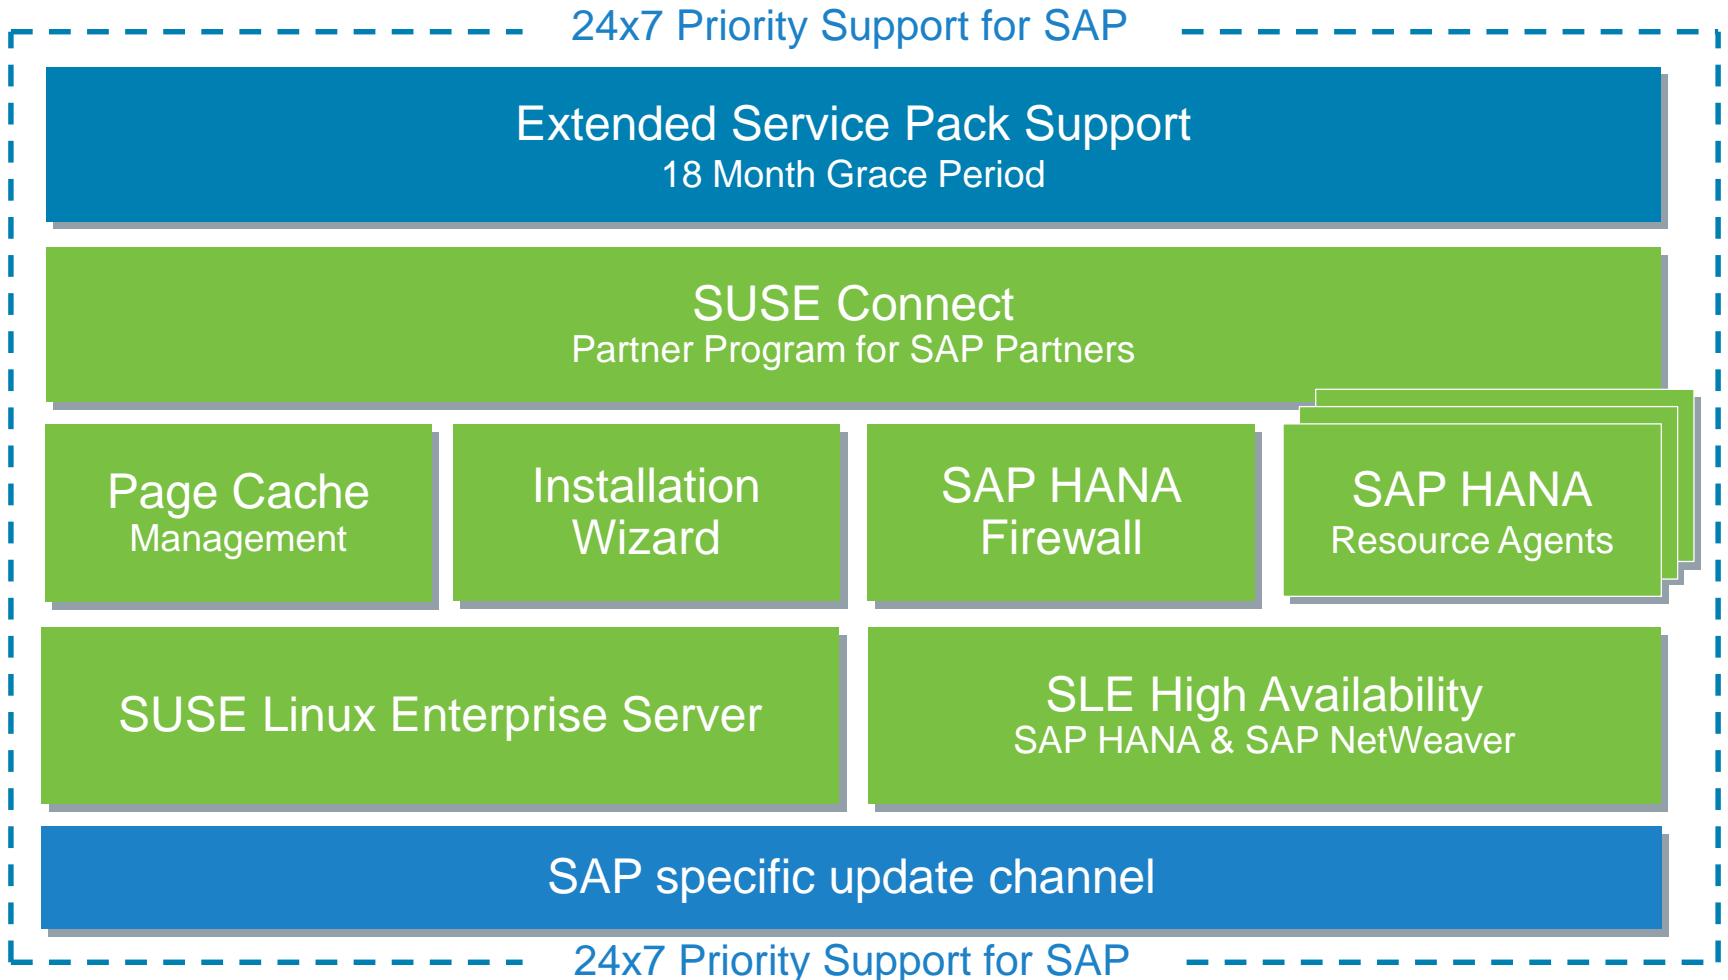 24x7 Priority Support for SAP
Extended Service Pack Support
18 Month Grace Period
SUSE Connect
Partner Program for SAP Partners
Page Cache
Management
Installation
Wizard
SAP HANA
Firewall
SAP HANA
Resource Agents
SUSE Linux Enterprise Server
SLE High Availability
SAP HANA & SAP NetWeaver
SAP specific update channel
24x7 Priority Support for SAP